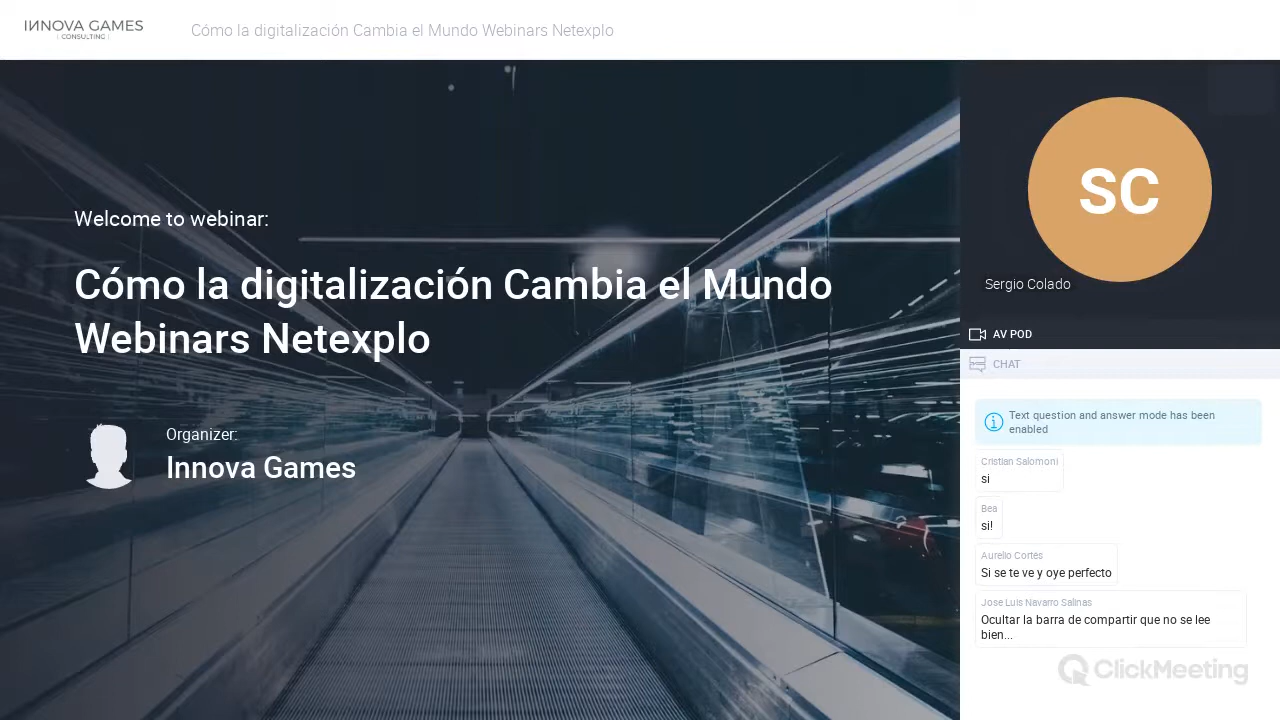 IИNOVA GAMES
CONSULTING
Cómo la digitalización Cambia el Mundo Webinars Netexplo
Welcome to webinar:
Cómo la digitalización Cambia el Mundo
Webinars Netexplo
Organizer:
Innova Games
SC
Sergio Colado
AV POD
CHAT
Text question and answer mode has been
enabled
Cristian Salomoni
si
Bea
si!
Aurelio Cortés
Si se te ve y oye perfecto
Jose Luis Navarro Salinas
Ocultar la barra de compartir que no se lee
bien...
ClickMeeting